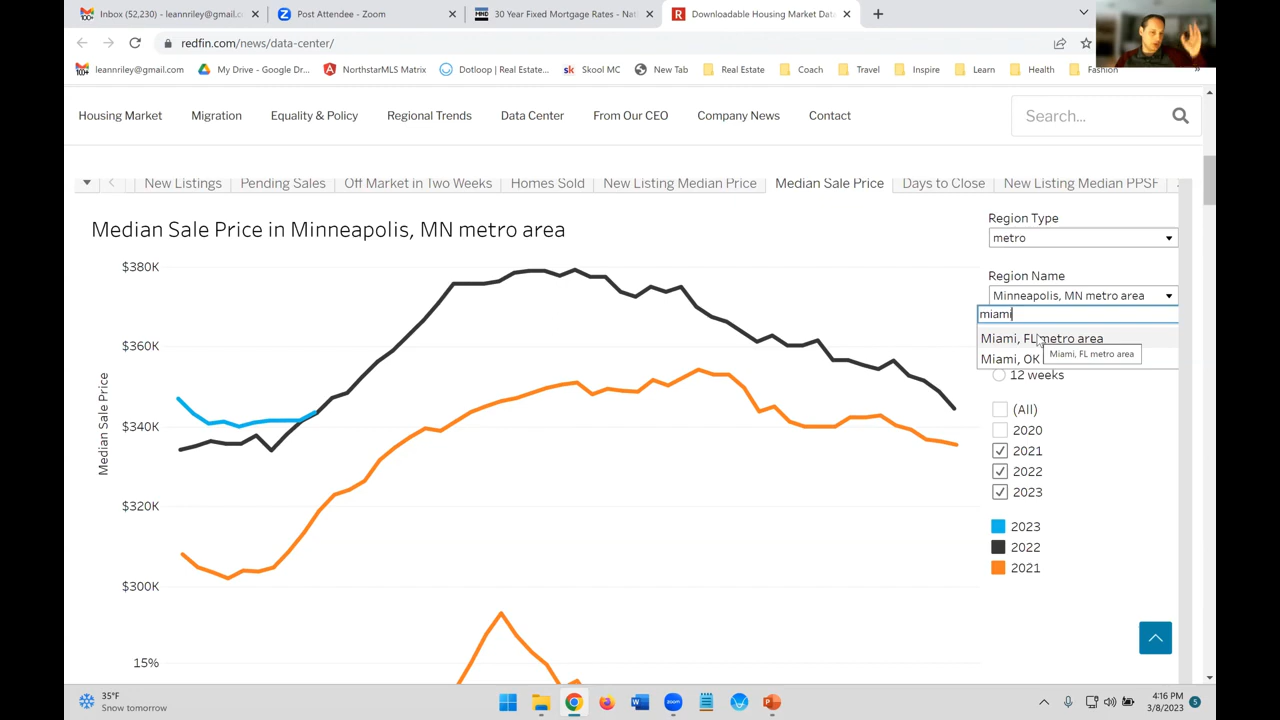 Inbox (52,230) - leannriley@gmail.c
Post Attendee - Zoom
30 Year Fixed Mortgage Rates - Nat
Downloadable Housing Market Dat
redfin.com/news/data-center/
leannriley@gmail.com
My Drive - Google Dr...
NorthstarMLS Matrix
Dotloop | Real Estate...
Skool MC
New Tab
Real Estate
Coach
Travel
Inspire
Learn
Health
Fashion
Housing Market
Migration
Equality & Policy
Regional Trends
Data Center
From Our CEO
Company News
Contact
Search...
New Listings
Pending Sales
Off Market in Two Weeks
Homes Sold
New Listing Median Price
Median Sale Price
Days to Close
New Listing Median PPSF
Median Sale Price in Minneapolis, MN metro area
Region Type
metro
Region Name
Minneapolis, MN metro area
miami
Miami, FL metro area
Miami, FL metro area
Miami, OK
12 weeks
(All)
2020
2021
2022
2023
2023
2022
2021
Median Sale Price
$380K
$360K
$340K
$320K
$300K
15%
35°F
Snow tomorrow
4:16 PM
3/8/2023
5